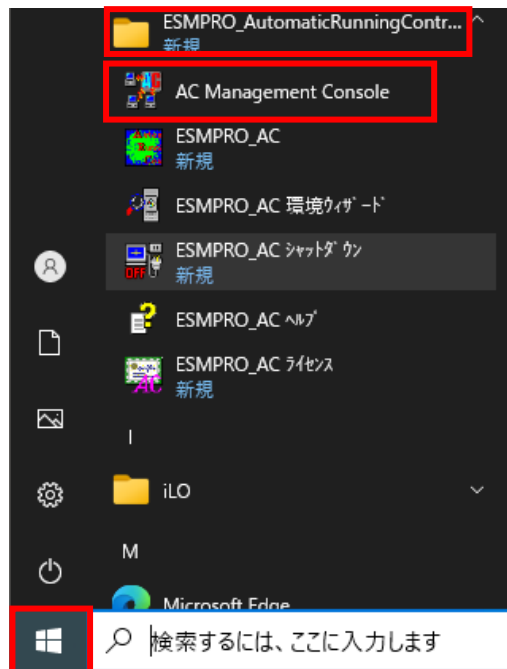 ESMPRO_AutomaticRunningContr...
新規
AC Management Console
ESMPRO_AC
新規
ESMPRO_AC 環境ｳｨｻﾞｰﾄﾞ
ESMPRO_AC ｼｬｯﾄﾀﾞｳﾝ
新規
ESMPRO_AC ﾍﾙﾌﾟ
ESMPRO_AC ﾗｲｾﾝｽ
新規
I
iLO
M
Microsoft Edge
検索するには、ここに入力します